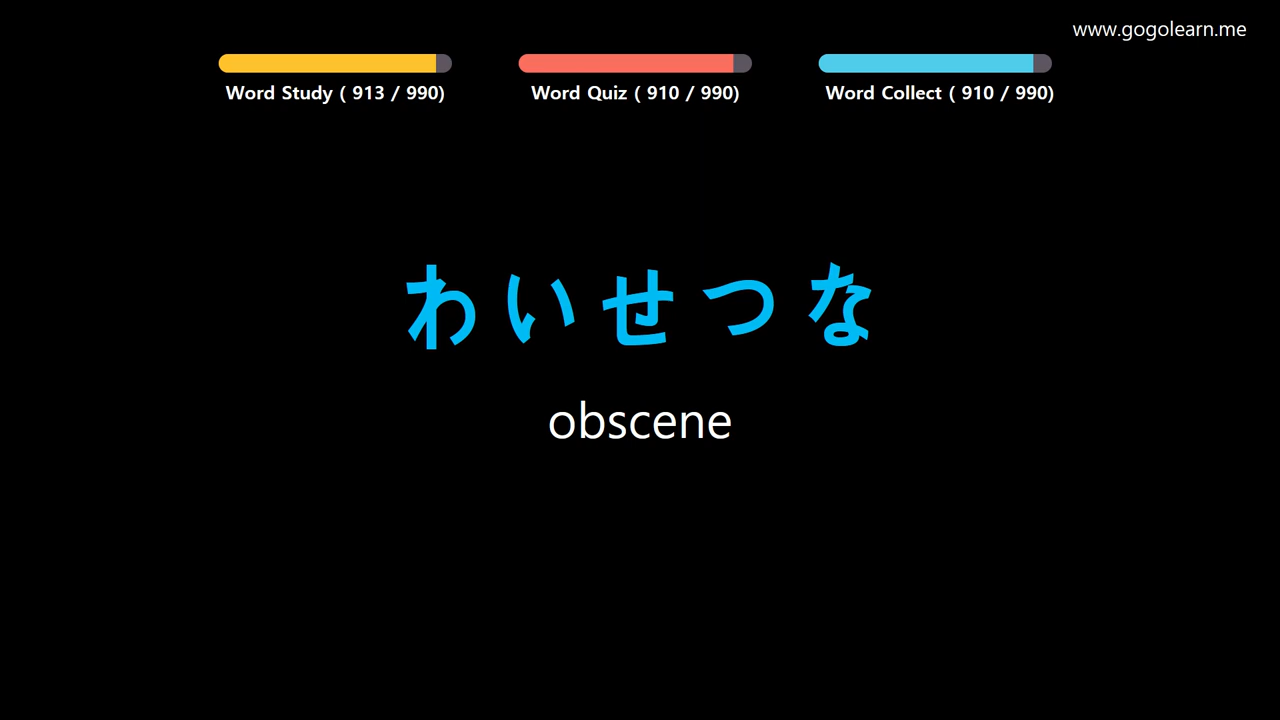 www.gogolearn.me
Word Study ( 913 / 990)
Word Quiz ( 910 / 990)
Word Collect ( 910 / 990)
わいせつな
obscene